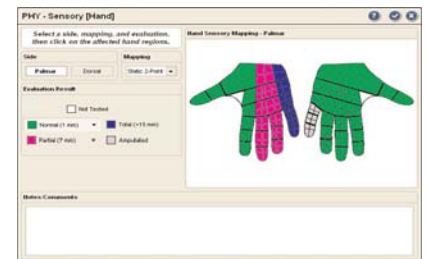 PHY - Sensory [Hand]
Select a side, mapping, and evaluation,
then click on the affected hand regions.
Hand Sensory Mapping - Palmar
Side
Mapping
Palmar
Dorsal
Static 2-Point
Evaluation Result
Not Tested
Normal (1 mm)
Total (>15 mm)
Partial (7 mm)
Amputated
Notes/Comments